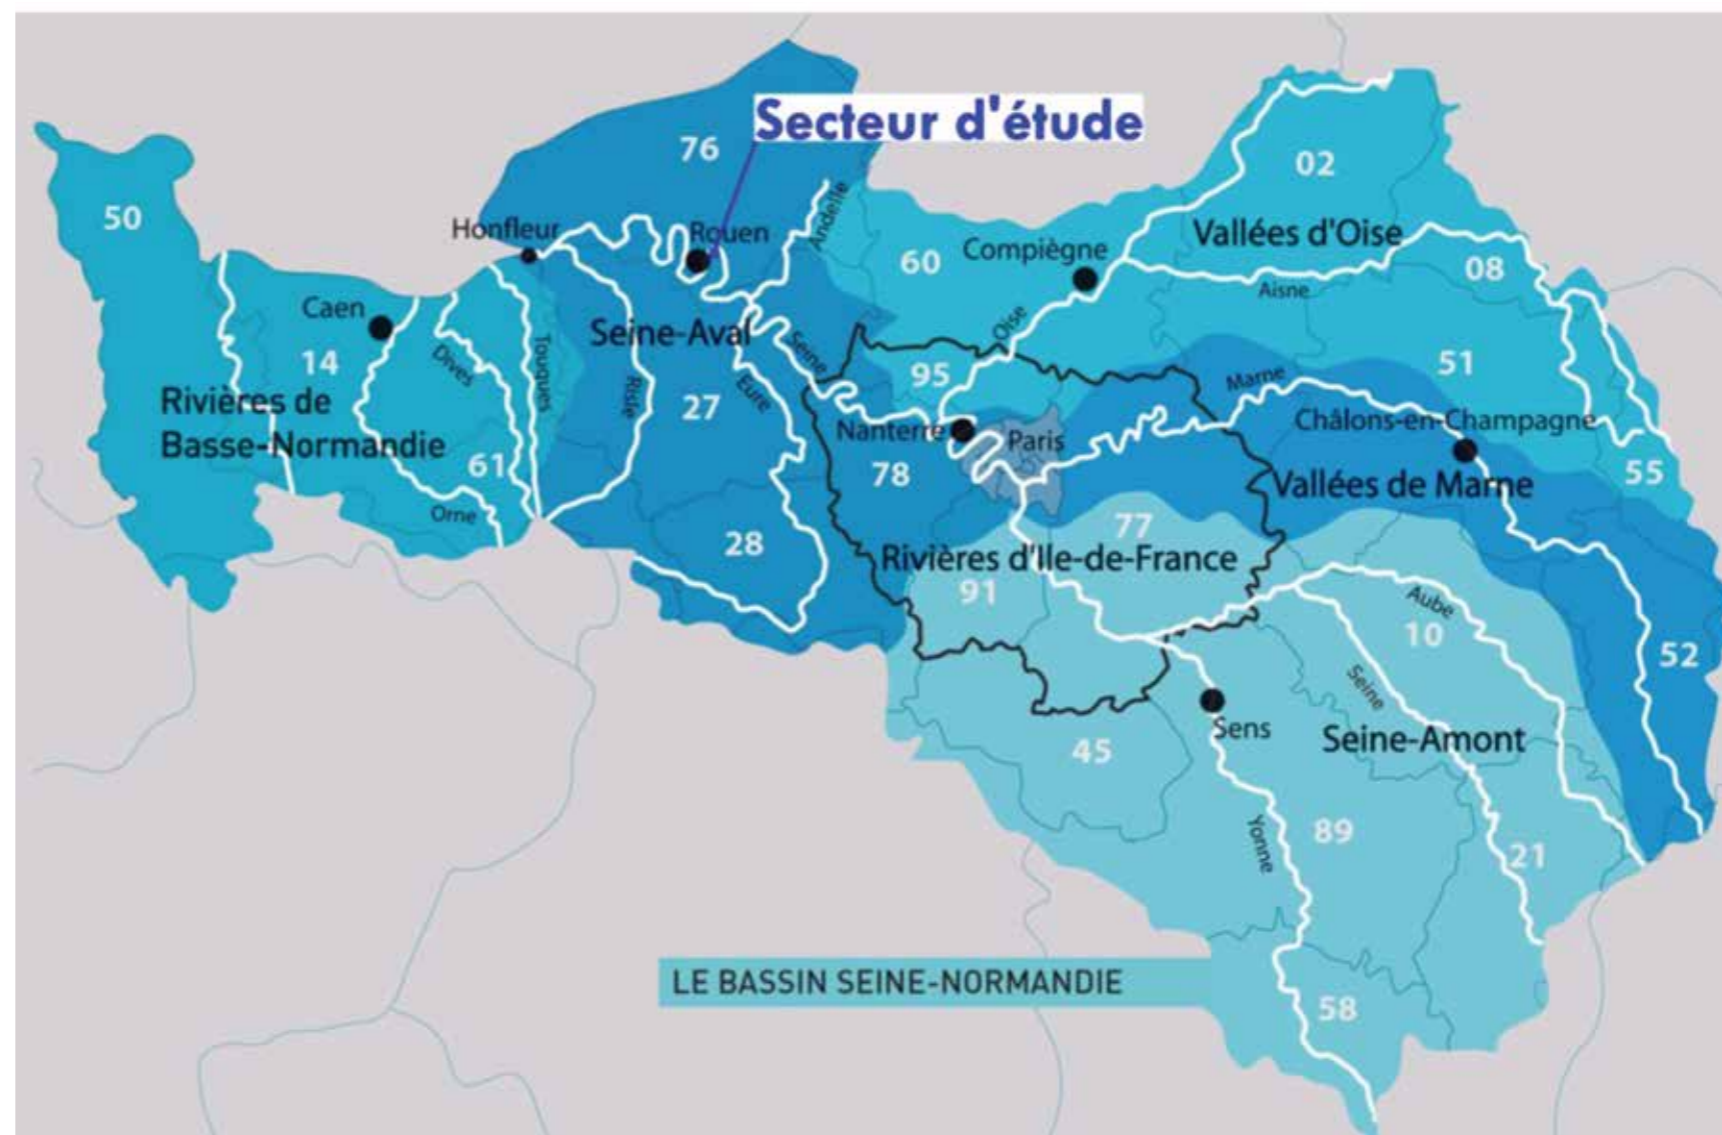 Secteur d'étude
76
02
50
Honfleur
Rouen
Andelle
Vallées d'Oise
60
Compiègne
08
Aisne
Caen
Seine-Aval
Oise
14
Dives
Touques
Seine
51
95
Marne
Rivières de
Basse-Normandie
Risle
27
Eure
Châlons-en-Champagne
Nanterre
Paris
61
78
55
Vallées de Marne
Orne
77
28
Rivières d'Ile-de-France
91
Aube
10
52
Seine
Sens
Seine-Amont
45
Yonne
89
21
LE BASSIN SEINE-NORMANDIE
58